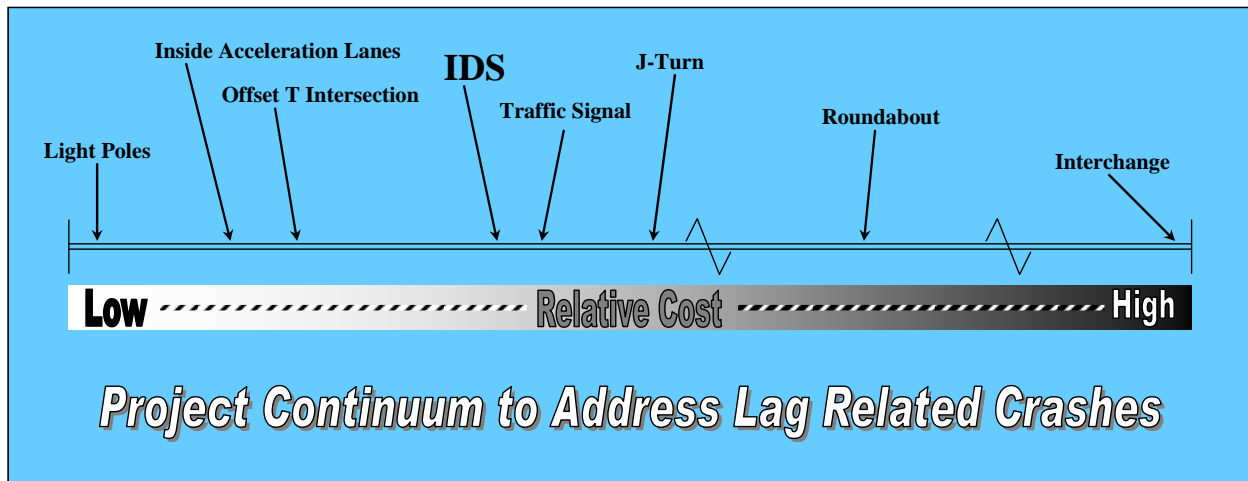 Inside Acceleration Lanes
IDS
J-Turn
Offset T Intersection
Traffic Signal
Roundabout
Light Poles
Interchange
Low Relative Cost High
Project Continuum to Address Lag Related Crashes